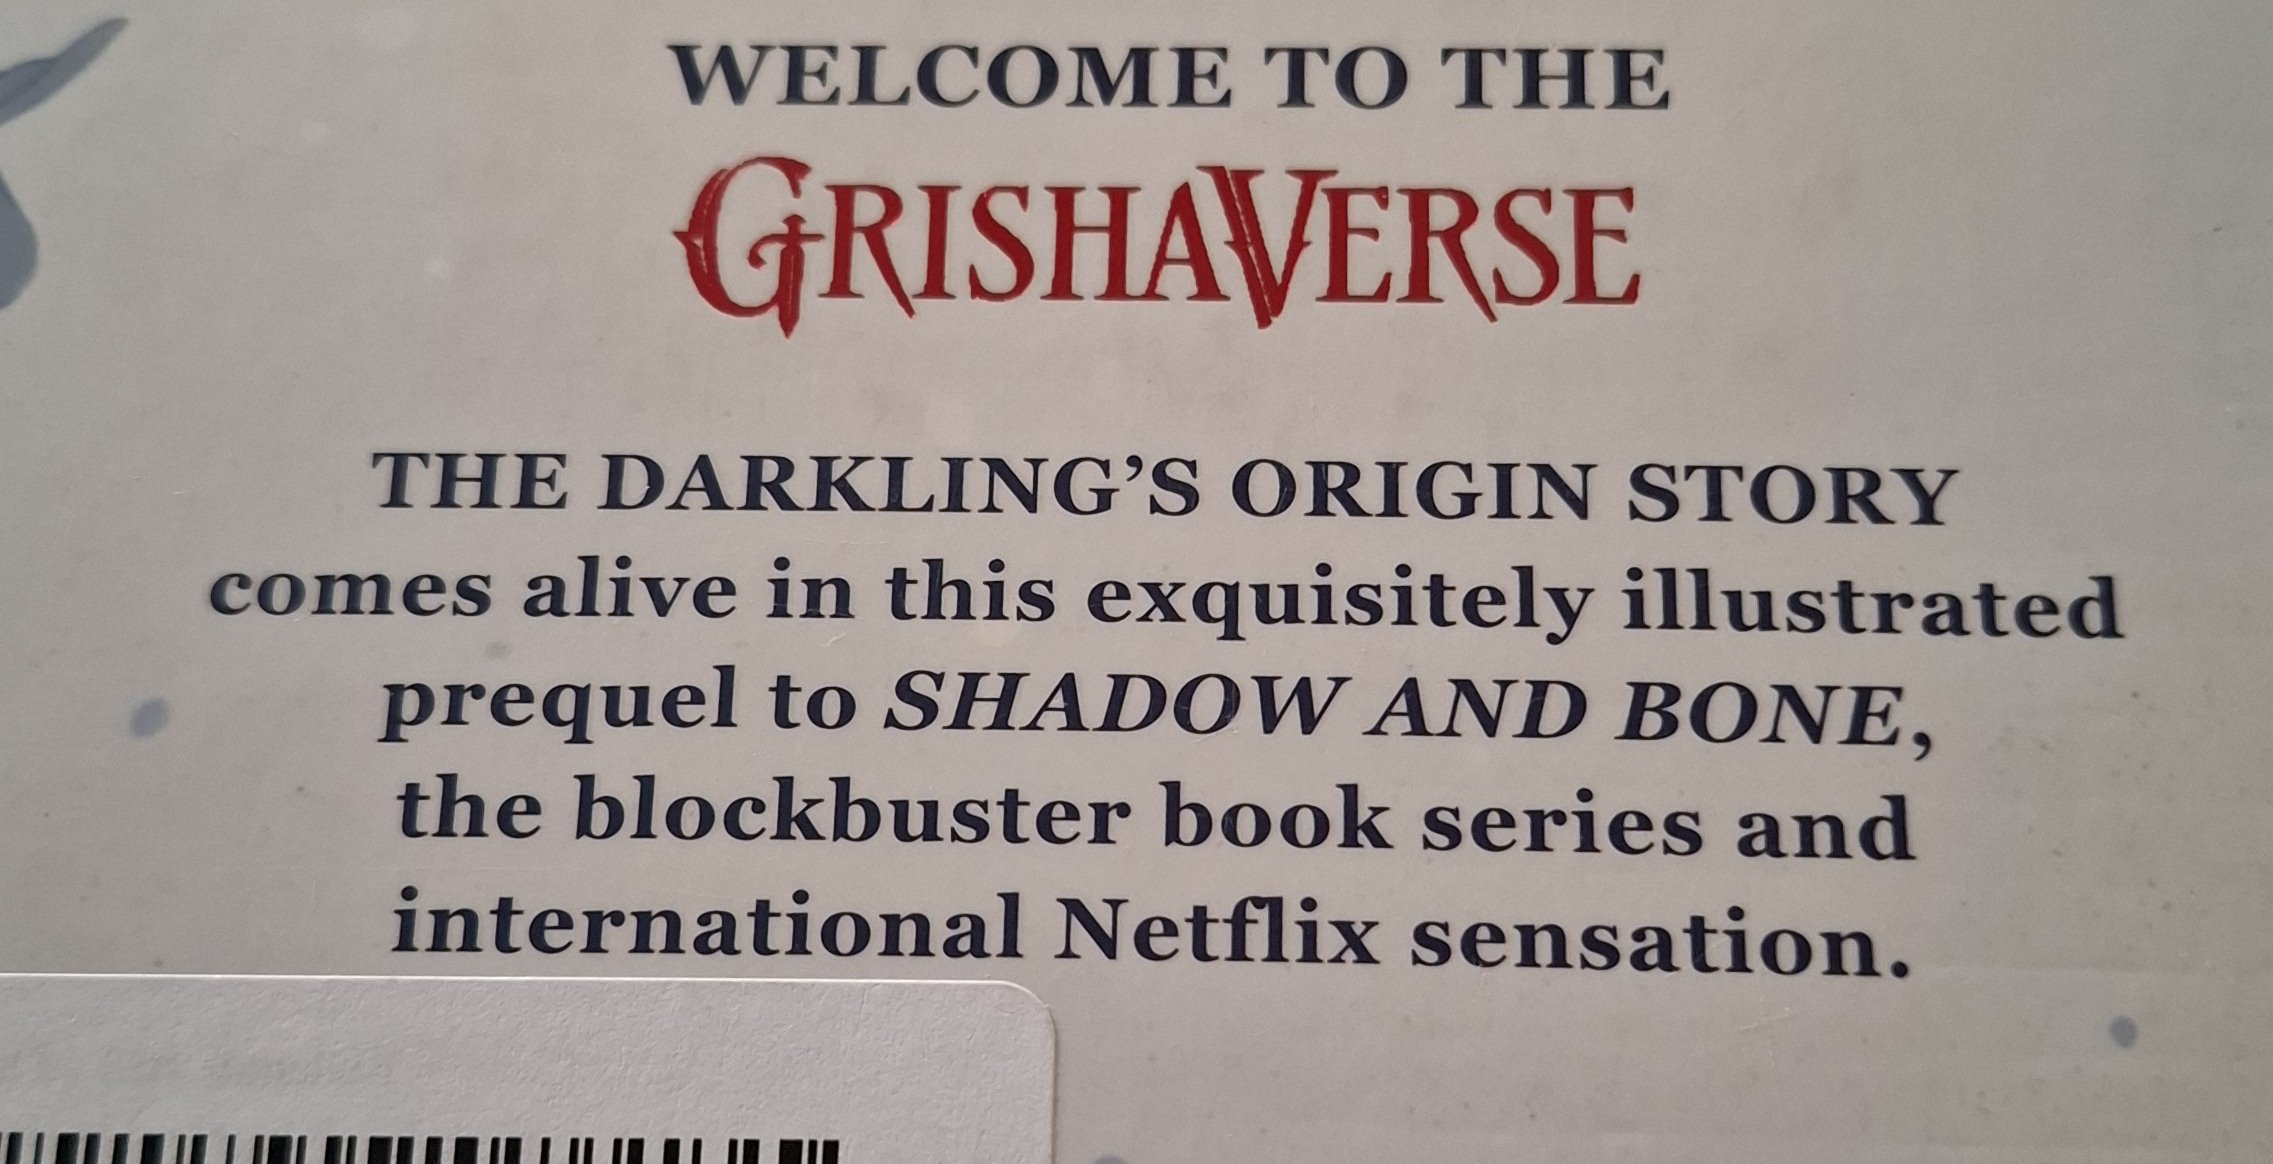 WELCOME TO THE
GRISHAVERSE
THE DARKLING’S ORIGIN STORY
comes alive in this exquisitely illustrated
prequel to SHADOW AND BONE,
the blockbuster book series and
international Netflix sensation.